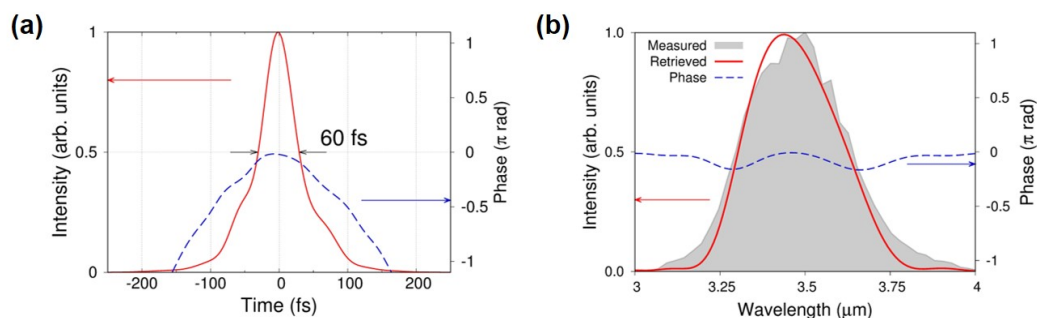 (a)
Intensity (arb. units)
1
0.5
0
60 fs
-200
-100
0
100
200
Time (fs)
1
0.5
0
-0.5
-1
Phase (π rad)
(b)
Intensity (arb. units)
1.0
0.5
0
Measured
Retrieved
Phase
3
3.25
3.5
3.75
4
Wavelength (μm)
1
0.5
0
-0.5
-1
Phase (π rad)